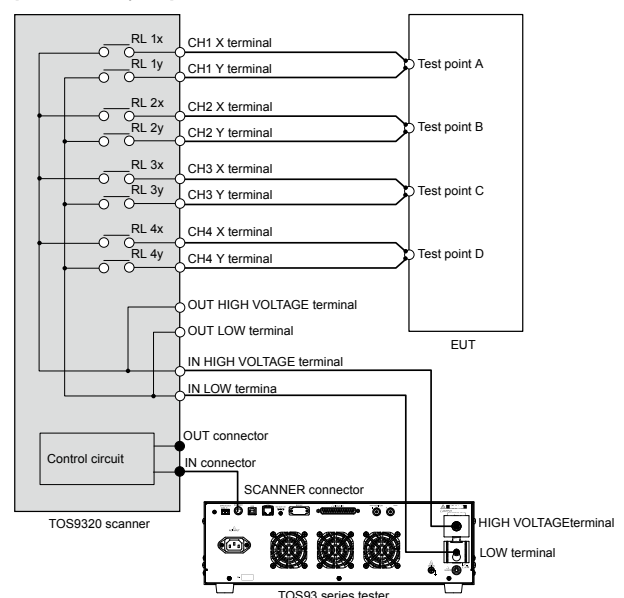 RL 1x
CH1 X terminal
RL 1y
CH1 Y terminal
Test point A
RL 2x
CH2 X terminal
RL 2y
CH2 Y terminal
Test point B
RL 3x
CH3 X terminal
RL 3y
CH3 Y terminal
Test point C
RL 4x
CH4 X terminal
RL 4y
CH4 Y terminal
Test point D
OUT HIGH VOLTAGE terminal
OUT LOW terminal
EUT
IN HIGH VOLTAGE terminal
IN LOW termina
OUT connector
Control circuit
IN connector
SCANNER connector
TOS9320 scanner
HIGH VOLTAGEterminal
LOW terminal
TOS93 series tester